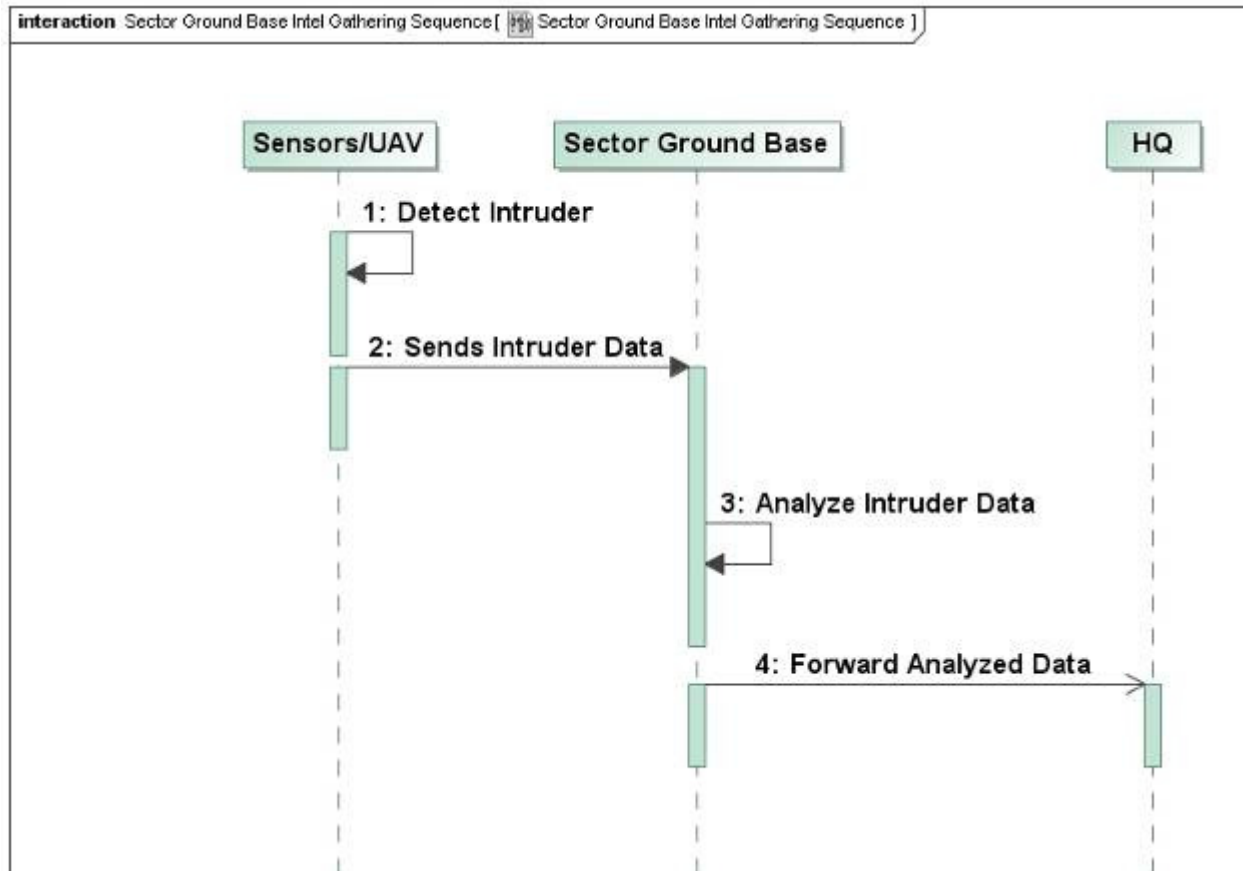 interaction Sector Ground Base Intel Gathering Sequence[ Sector Ground Base Intel Gathering Sequence ]
Sensors/UAV
Sector Ground Base
HQ
1: Detect Intruder
2: Sends Intruder Data
3: Analyze Intruder Data
4: Forward Analyzed Data